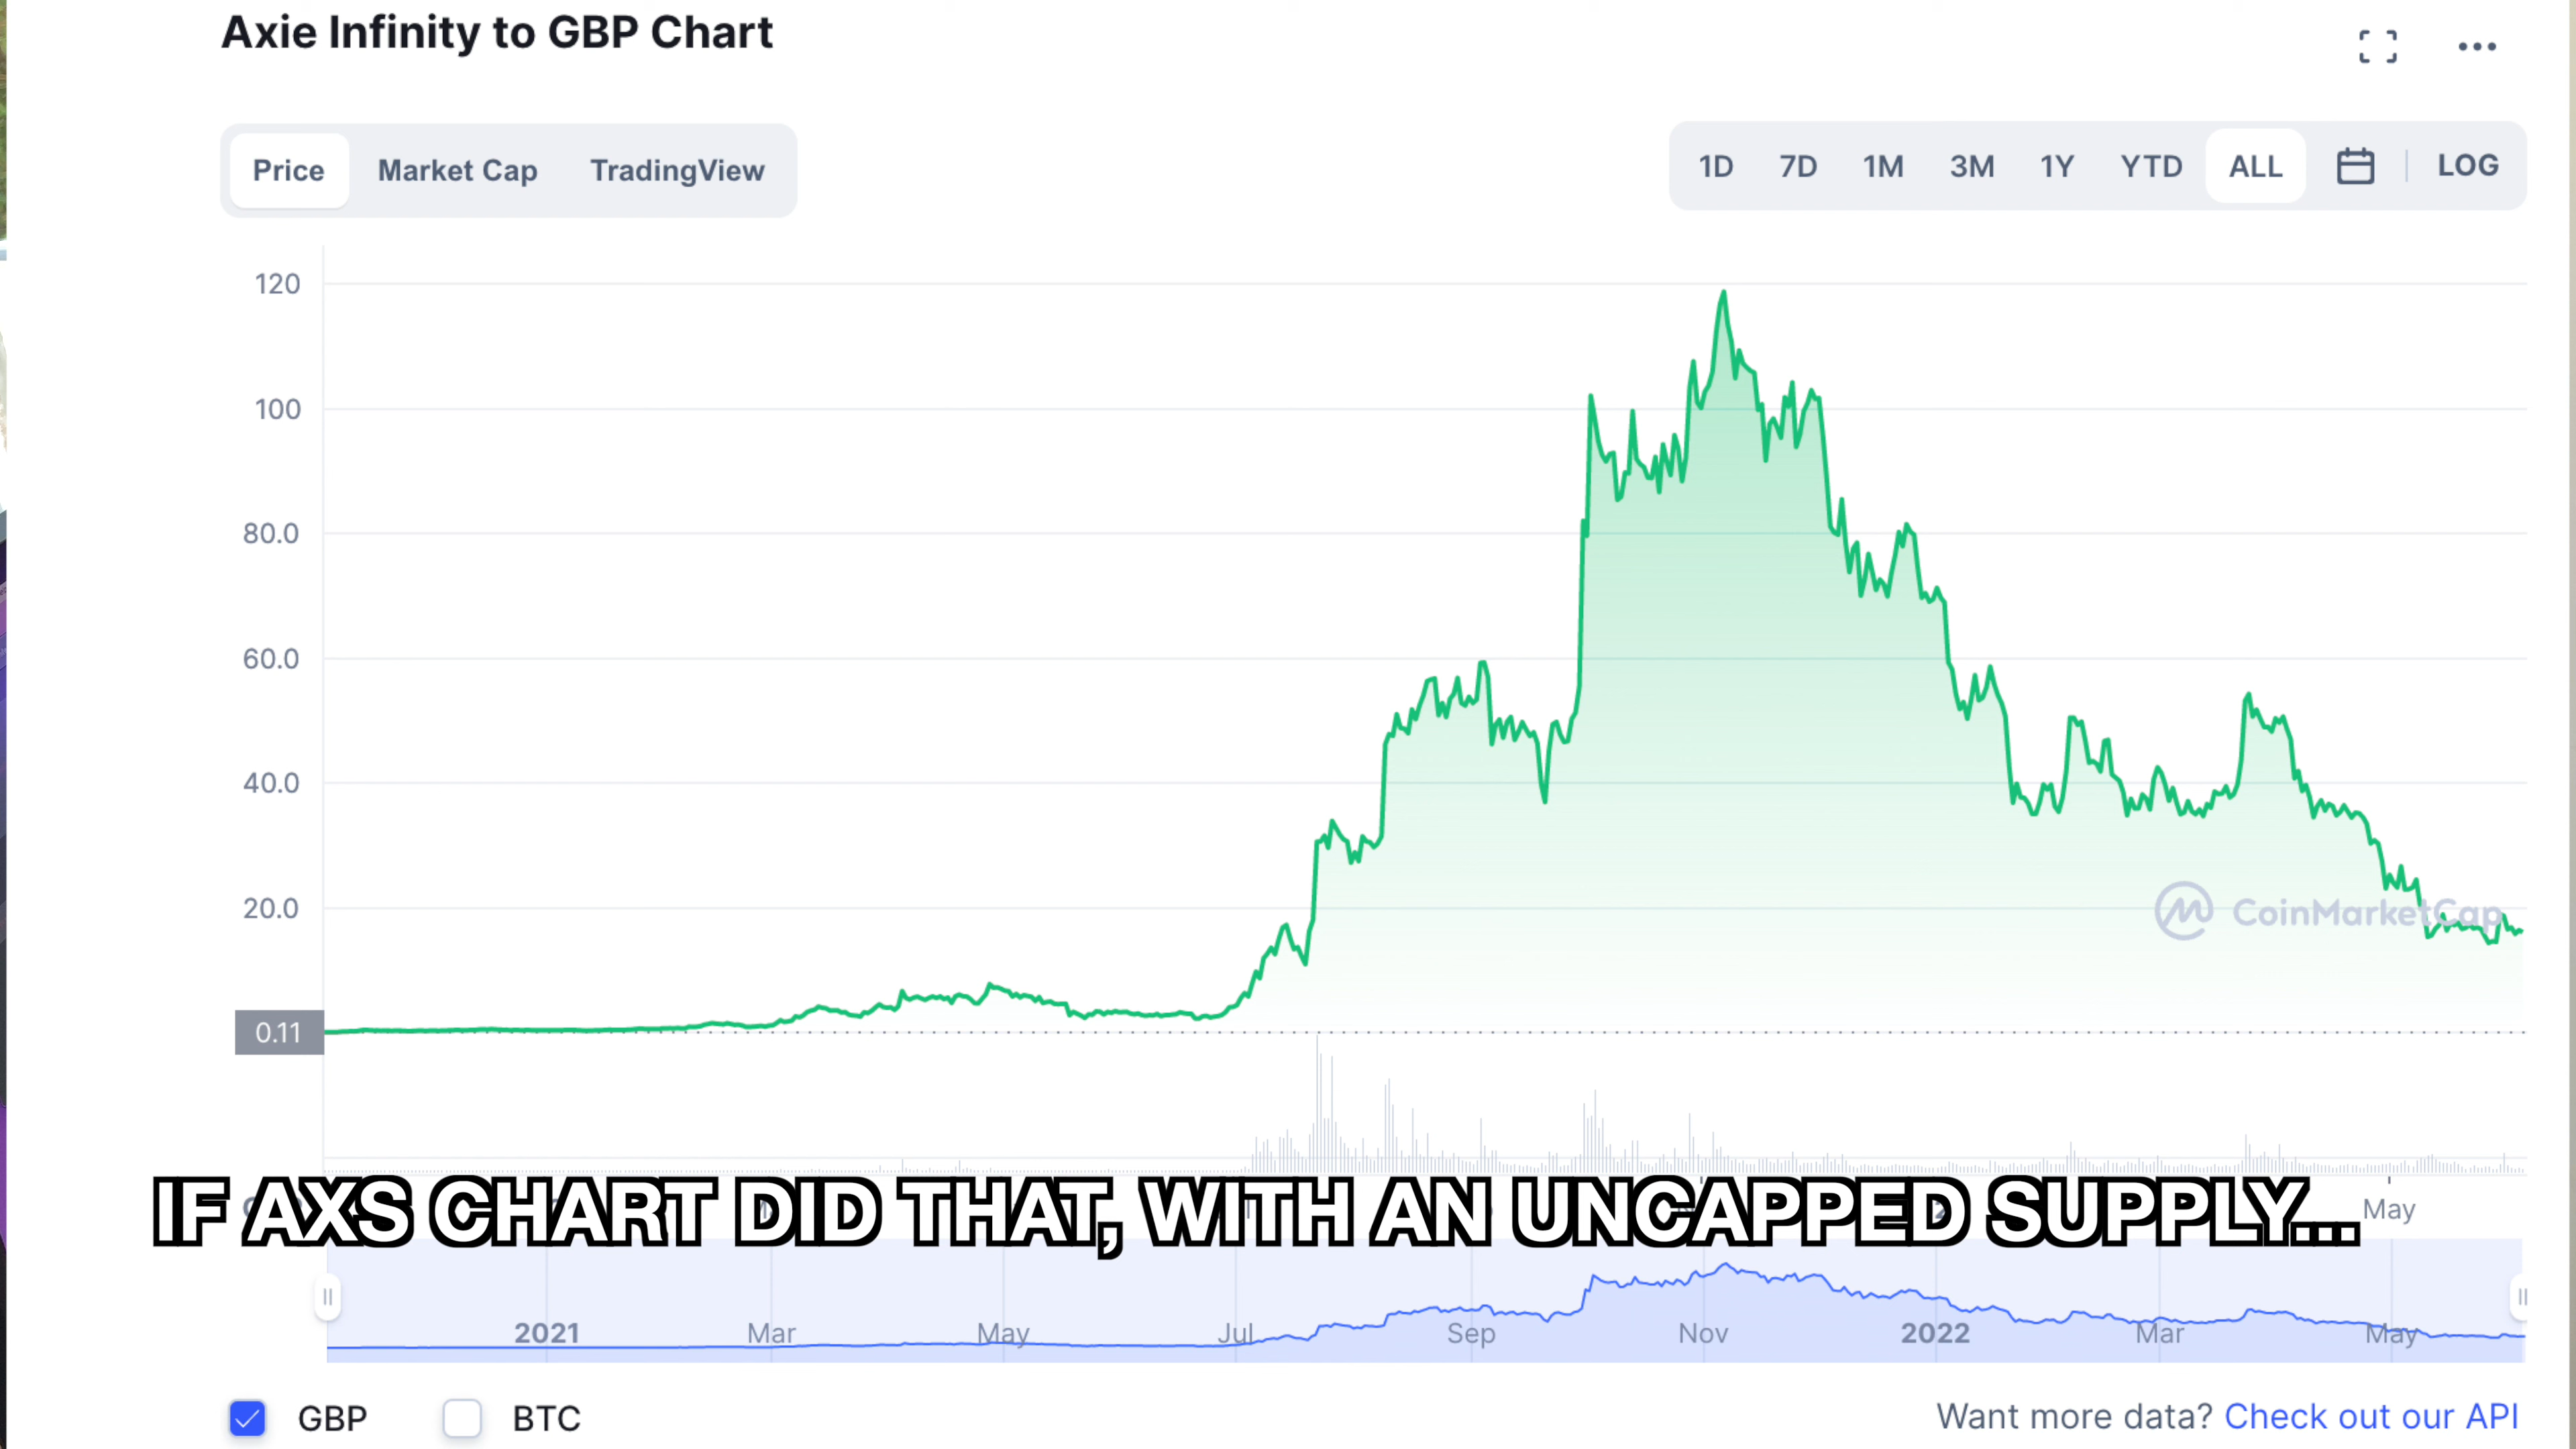 Axie Infinity to GBP Chart
Price Market Cap TradingView
1D 7D 1M 3M 1Y YTD ALL LOG
120
100
80.0
60.0
40.0
20.0
CoinMarketCap
0.11
IF AXS CHART DID THAT, WITH AN UNCAPPED SUPPLY...
May
2021 Mar May Jul Sep Nov 2022 Mar May
GBP BTC
Want more data? Check out our API